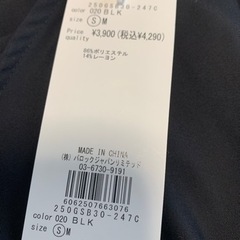 color 020 BLK
size Ⓢ M
250GSB30-247C
Price
quality
¥3,900 (税込¥4,290)
86%ポリエステル
14%レーヨン
MADE IN CHINA
(株) バロックジャパンリミテッド
03-6730-9191
6062507663076
250GSB30-247C
color 020 BLK
size Ⓢ M